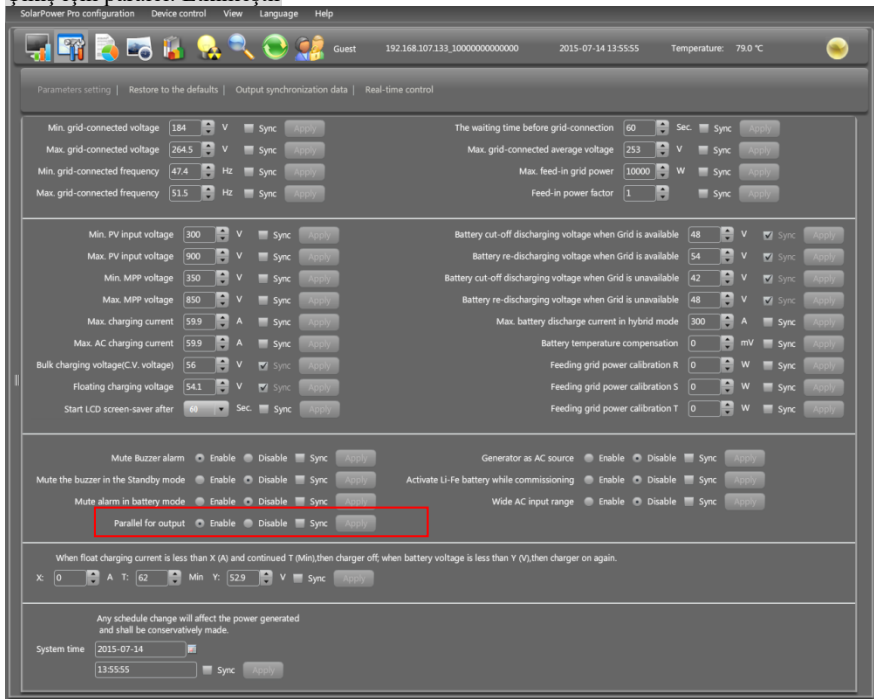 SolarPower Pro configuration Device control View Language Help
Guest 192.168.107.133_10000000000000 2015-07-14 13:55:55 Temperature: 79.0 ℃
Parameters setting | Restore to the defaults | Output synchronization data | Real-time control
Min. grid-connected voltage 184 V Sync Apply The waiting time before grid-connection 60 Sec. Sync Apply
Max. grid-connected voltage 264.5 V Sync Apply Max. grid-connected average voltage 253 V Sync Apply
Min. grid-connected frequency 47.4 Hz Sync Apply Max. feed-in grid power 10000 W Sync Apply
Max. grid-connected frequency 51.5 Hz Sync Apply Feed-in power factor 1 Sync Apply
Min. PV input voltage 300 V Sync Apply Battery cut-off discharging voltage when Grid is available 48 V Sync Apply
Max. PV input voltage 900 V Sync Apply Battery re-discharging voltage when Grid is available 54 V Sync Apply
Min. MPP voltage 350 V Sync Apply Battery cut-off discharging voltage when Grid is unavailable 42 V Sync Apply
Max. MPP voltage 850 V Sync Apply Battery re-discharging voltage when Grid is unavailable 48 V Sync Apply
Max. charging current 59.9 A Sync Apply Max. battery discharge current in hybrid mode 300 A Sync Apply
Max. AC charging current 59.9 A Sync Apply Battery temperature compensation 0 mV Sync Apply
Bulk charging voltage(C.V. voltage) 56 V Sync Apply Feeding grid power calibration R 0 W Sync Apply
Floating charging voltage 54.1 V Sync Apply Feeding grid power calibration S 0 W Sync Apply
Start LCD screen-saver after 60 Sec. Sync Apply Feeding grid power calibration T 0 W Sync Apply
Mute Buzzer alarm Enable Disable Sync Apply Generator as AC source Enable Disable Sync Apply
Mute the buzzer in the Standby mode Enable Disable Sync Apply Activate Li-Fe battery while commissioning Enable Disable Sync Apply
Mute alarm in battery mode Enable Disable Sync Apply Wide AC input range Enable Disable Sync Apply
Parallel for output Enable Disable Sync Apply
When float charging current is less than X (A) and continued T (Min),then charger off; when battery voltage is less than Y (V),then charger on again.
X: 0 A T: 62 Min Y: 52.9 V Sync Apply
Any schedule change will affect the power generated
and shall be conservatively made.
System time 2015-07-14
13:55:55 Sync Apply